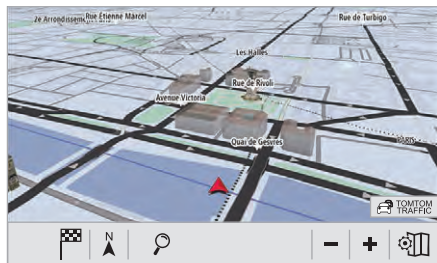 2e Arrondissem
Rue Étienne Marcel
Rue de Turbigo
Les Halles
Rue de Rivoli
Avenue Victoria
Quai de Gesvres
PARIS
TOMTOM
TRAFFIC
N